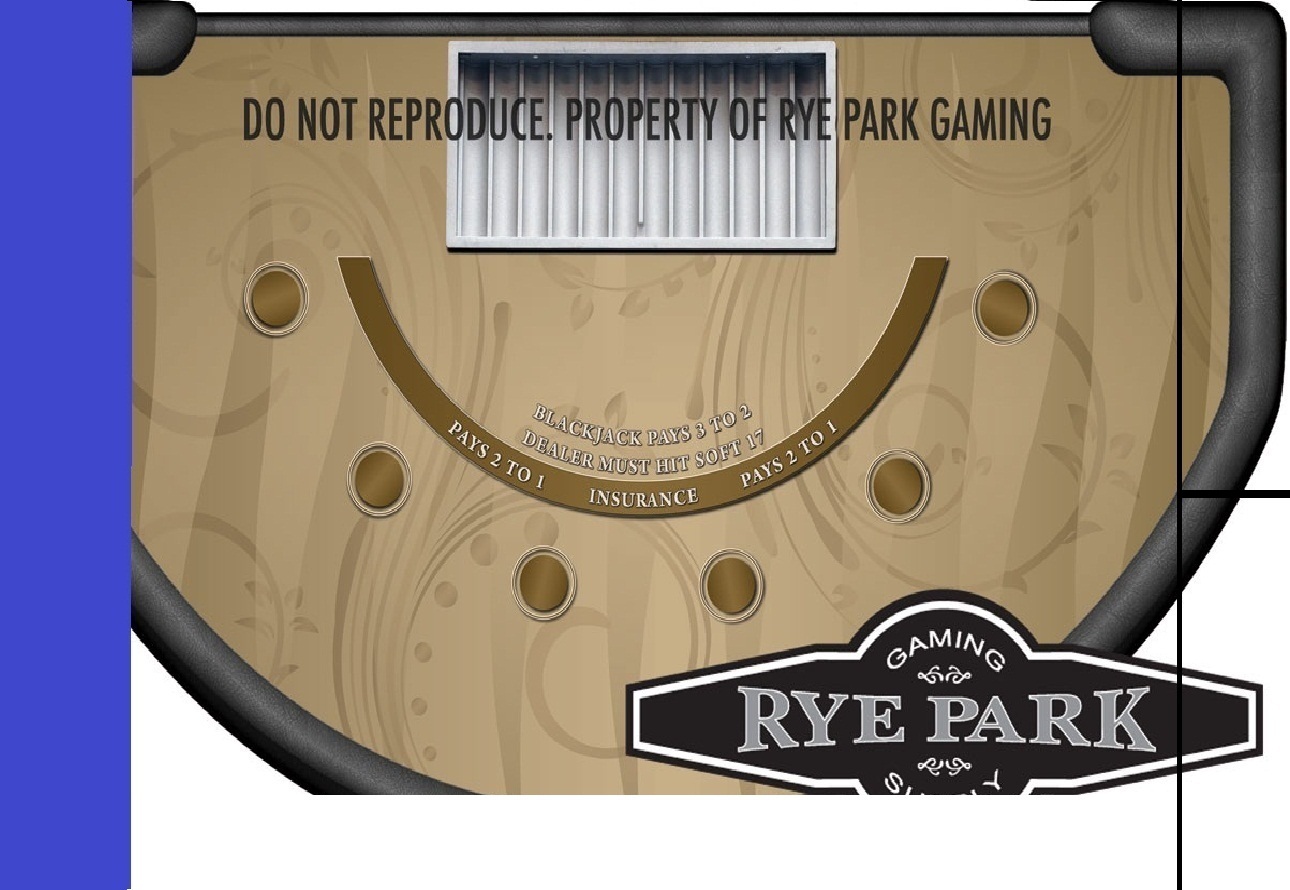 DO NOT REPRODUCE. PROPERTY OF RYE PARK GAMING
BLACKJACK PAYS 3 TO 2
DEALER MUST HIT SOFT 17
PAYS 2 TO 1 INSURANCE PAYS 2 TO 1
GAMING
RYE PARK